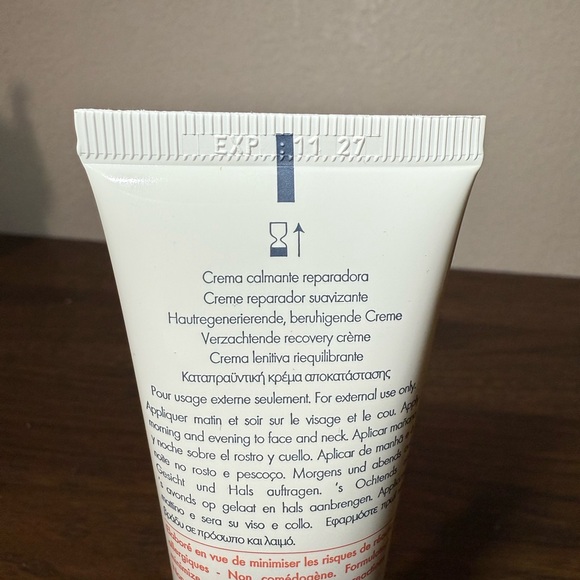 EXP : 11 27
Crema calmante reparadora
Creme reparador suavizante
Hautregenerierende, beruhigende Creme
Verzachtende recovery crème
Crema lenitiva riequilibrante
Καταπραϋντική κρέμα αποκατάστασης
Pour usage externe seulement. For external use only.
Appliquer matin et soir sur le visage et le cou.
morning and evening to face and neck. Aplicar
y noche sobre el rostro y cuello. Aplicar de manhã
noite no rosto e pescoço. Morgens und abends
Gesicht und Hals auftragen. 's Ochtends
's avonds op gelaat en hals aanbrengen.
mattino e sera su viso e collo. Εφαρμόστε
βράδυ σε πρόσωπο και λαιμό.
Élaboré en vue de minimiser les risques de
allergiques - Non comédogène.